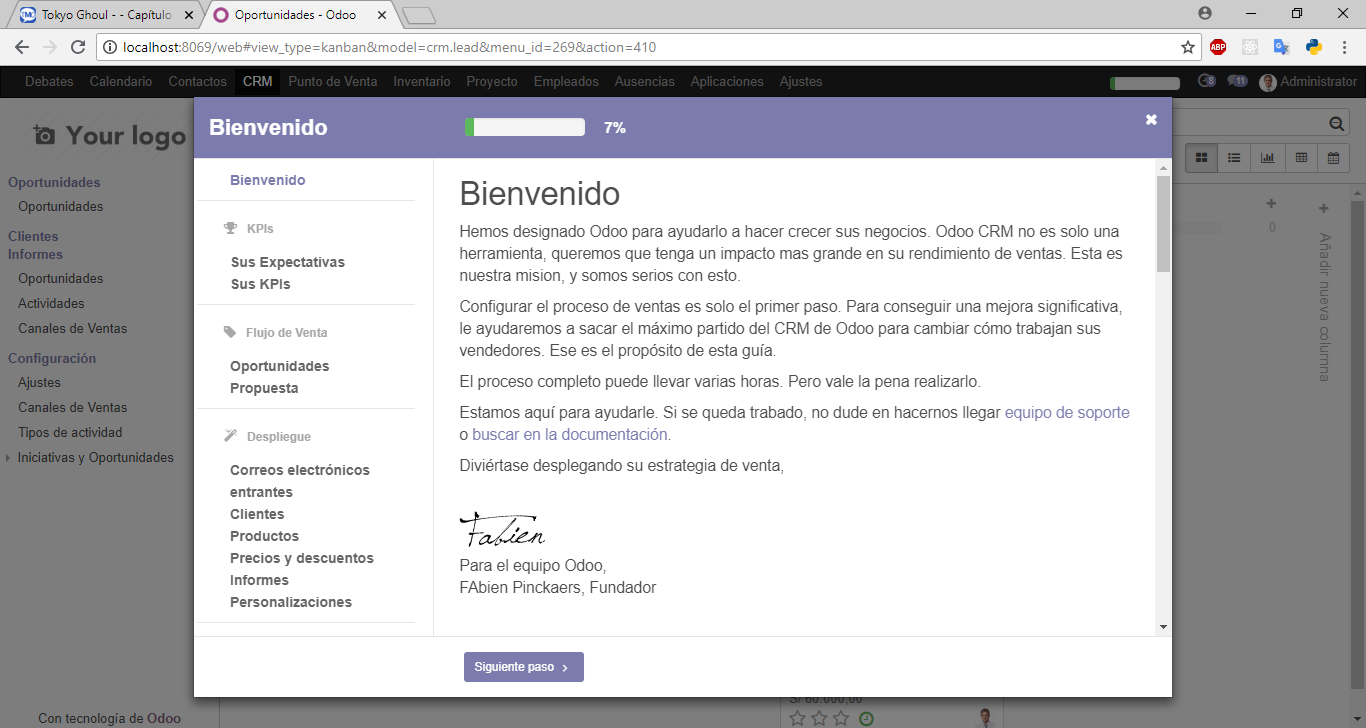 Tokyo Ghoul - - Capítulo
Oportunidades - Odoo
localhost:8069/web#view_type=kanban&model=crm.lead&menu_id=269&action=410
ABP
Debates Calendario Contactos CRM Punto de Venta Inventario Proyecto Empleados Ausencias Aplicaciones Ajustes
8 11 Administrator
Your logo
Oportunidades
Oportunidades
Clientes
Informes
Oportunidades
Actividades
Canales de Ventas
Configuración
Ajustes
Canales de Ventas
Tipos de actividad
Iniciativas y Oportunidades
Con tecnología de Odoo
Bienvenido 7%
Bienvenido
KPIs
Sus Expectativas
Sus KPIs
Flujo de Venta
Oportunidades
Propuesta
Despliegue
Correos electrónicos
entrantes
Clientes
Productos
Precios y descuentos
Informes
Personalizaciones
Bienvenido
Hemos designado Odoo para ayudarlo a hacer crecer sus negocios. Odoo CRM no es solo una
herramienta, queremos que tenga un impacto mas grande en su rendimiento de ventas. Esta es
nuestra mision, y somos serios con esto.
Configurar el proceso de ventas es solo el primer paso. Para conseguir una mejora significativa,
le ayudaremos a sacar el máximo partido del CRM de Odoo para cambiar cómo trabajan sus
vendedores. Ese es el propósito de esta guía.
El proceso completo puede llevar varias horas. Pero vale la pena realizarlo.
Estamos aquí para ayudarle. Si se queda trabado, no dude en hacernos llegar equipo de soporte
o buscar en la documentación.
Diviértase desplegando su estrategia de venta,
Fabien
Para el equipo Odoo,
FAbien Pinckaers, Fundador
Siguiente paso
0
Añadir nueva columna
S/ 60.000,00